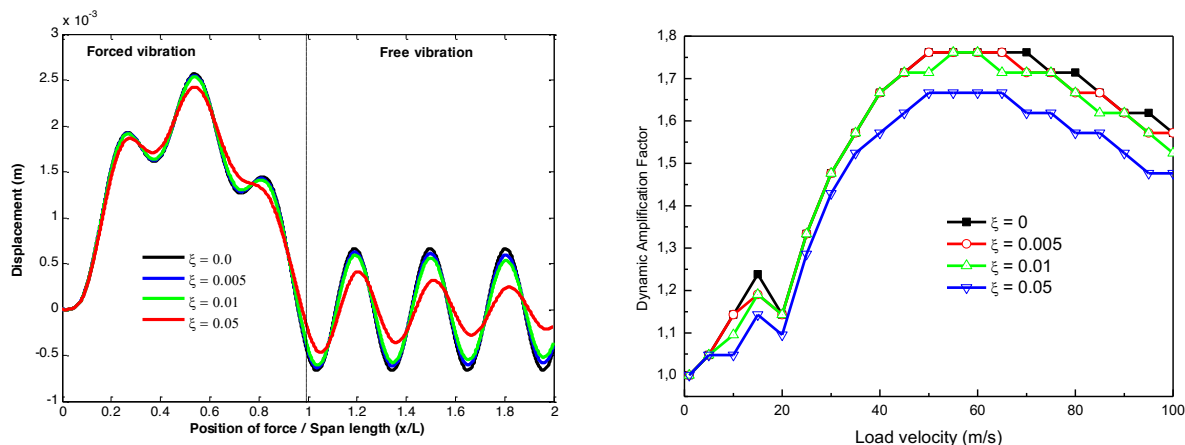 x 10⁻³
3
2.5
2
1.5
1
0.5
0
-0.5
-1
Displacement (m)
Forced vibration
Free vibration
ξ = 0.0
ξ = 0.005
ξ = 0.01
ξ = 0.05
0 0.2 0.4 0.6 0.8 1 1.2 1.4 1.6 1.8 2
Position of force / Span length (x/L)
1,8
1,7
1,6
1,5
1,4
1,3
1,2
1,1
1,0
Dynamic Amplification Factor
ξ = 0
ξ = 0.005
ξ = 0.01
ξ = 0.05
0 20 40 60 80 100
Load velocity (m/s)